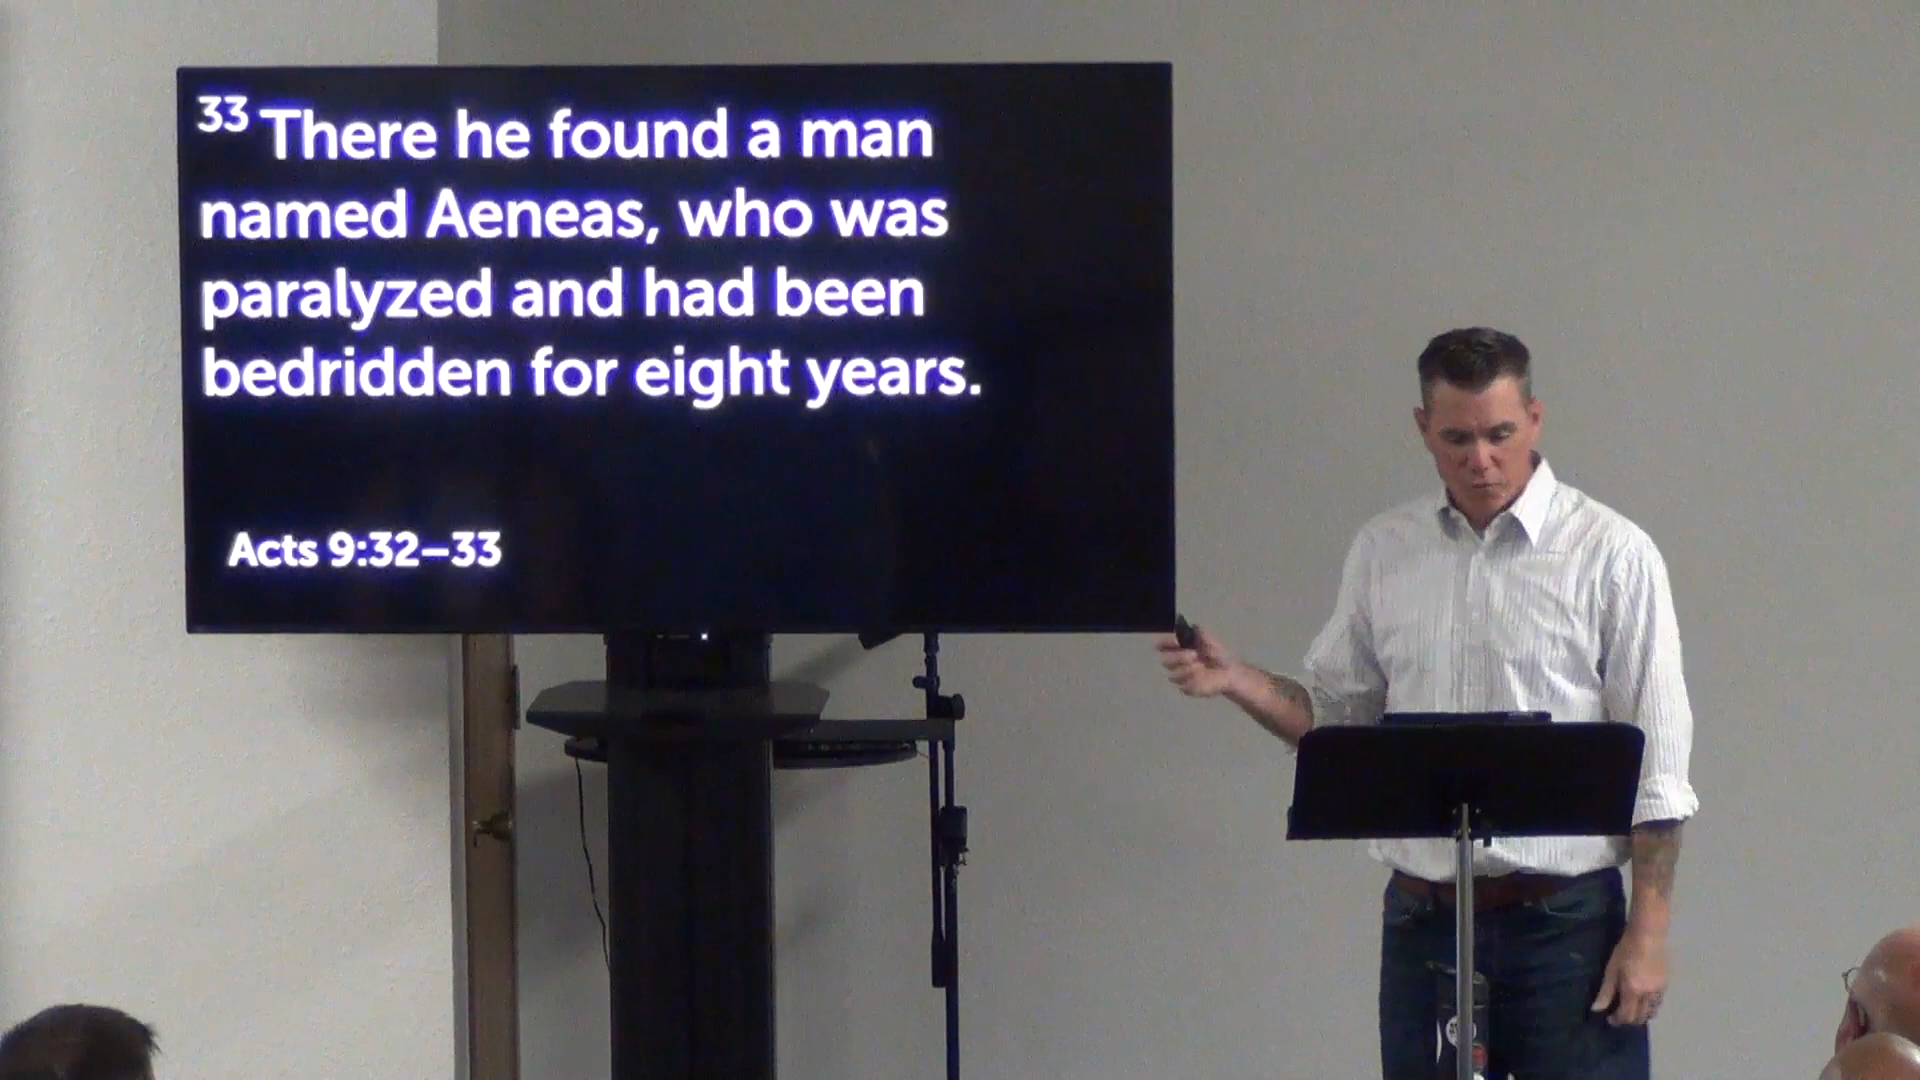 33 There he found a man
named Aeneas, who was
paralyzed and had been
bedridden for eight years.
Acts 9:32–33